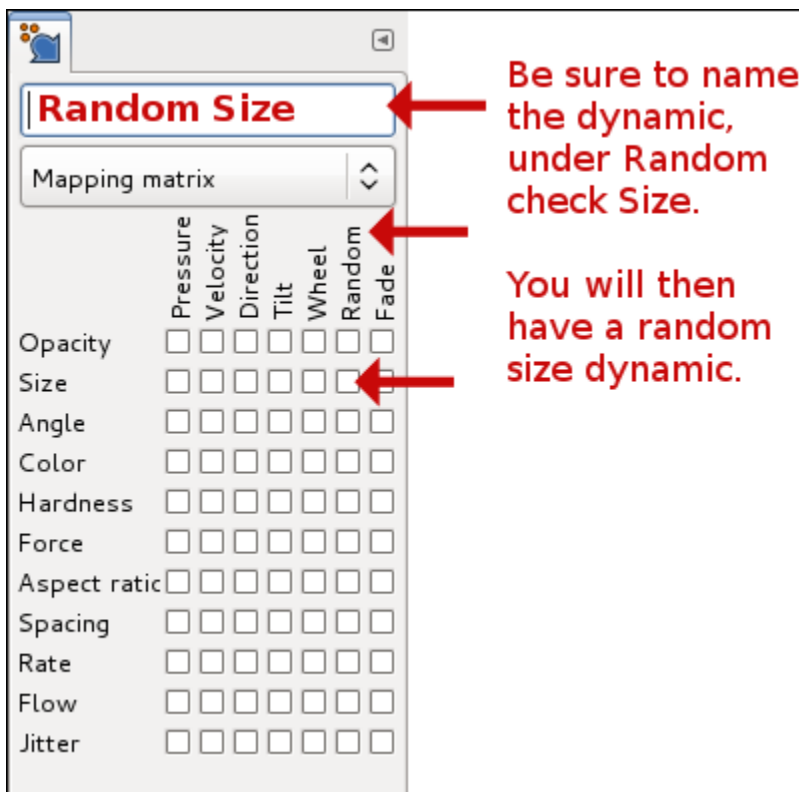 Random Size
Mapping matrix
Be sure to name
the dynamic,
under Random
check Size.
You will then
have a random
size dynamic.
Pressure
Velocity
Direction
Tilt
Wheel
Random
Fade
Opacity
Size
Angle
Color
Hardness
Force
Aspect ratic
Spacing
Rate
Flow
Jitter